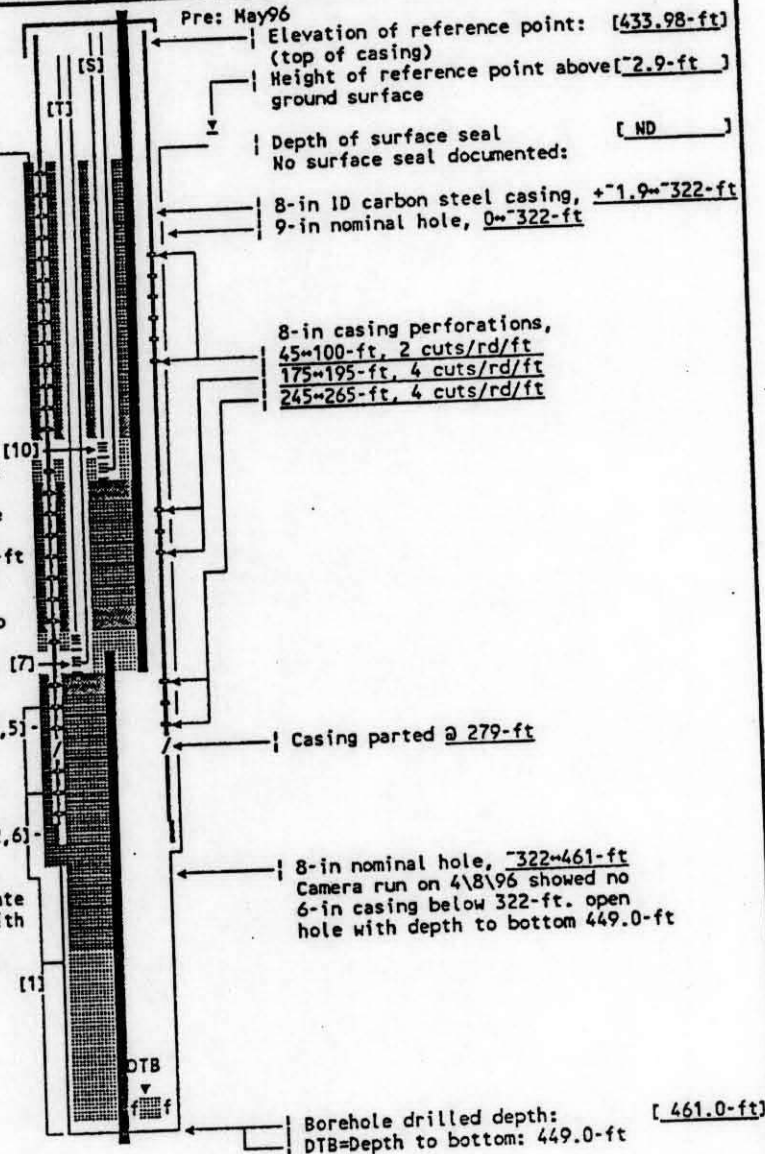 Pre: May96
Elevation of reference point: [433.98-ft]
(top of casing)
Height of reference point above[~2.9-ft ]
ground surface
[S]
[T]
Depth of surface seal [ ND ]
No surface seal documented:
8-in ID carbon steel casing, +~1.9↔~322-ft
9-in nominal hole, 0↔~322-ft
8-in casing perforations,
45↔100-ft, 2 cuts/rd/ft
175↔195-ft, 4 cuts/rd/ft
245↔265-ft, 4 cuts/rd/ft
[10]
-ft
[7]
,5]-
Casing parted @ 279-ft
,6]-
8-in nominal hole, ~322↔461-ft
Camera run on 4\8\96 showed no
6-in casing below 322-ft. open
hole with depth to bottom 449.0-ft
[1]
DTB
f f
Borehole drilled depth: [ 461.0-ft]
DTB=Depth to bottom: 449.0-ft